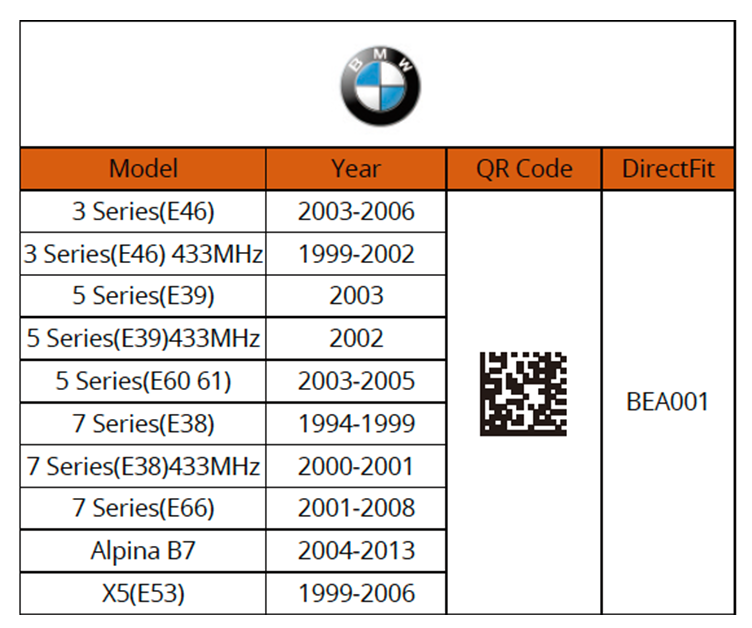 BMW
Model Year QR Code DirectFit
3 Series(E46) 2003-2006
3 Series(E46) 433MHz 1999-2002
5 Series(E39) 2003
5 Series(E39)433MHz 2002
5 Series(E60 61) 2003-2005
BEA001
7 Series(E38) 1994-1999
7 Series(E38)433MHz 2000-2001
7 Series(E66) 2001-2008
Alpina B7 2004-2013
X5(E53) 1999-2006